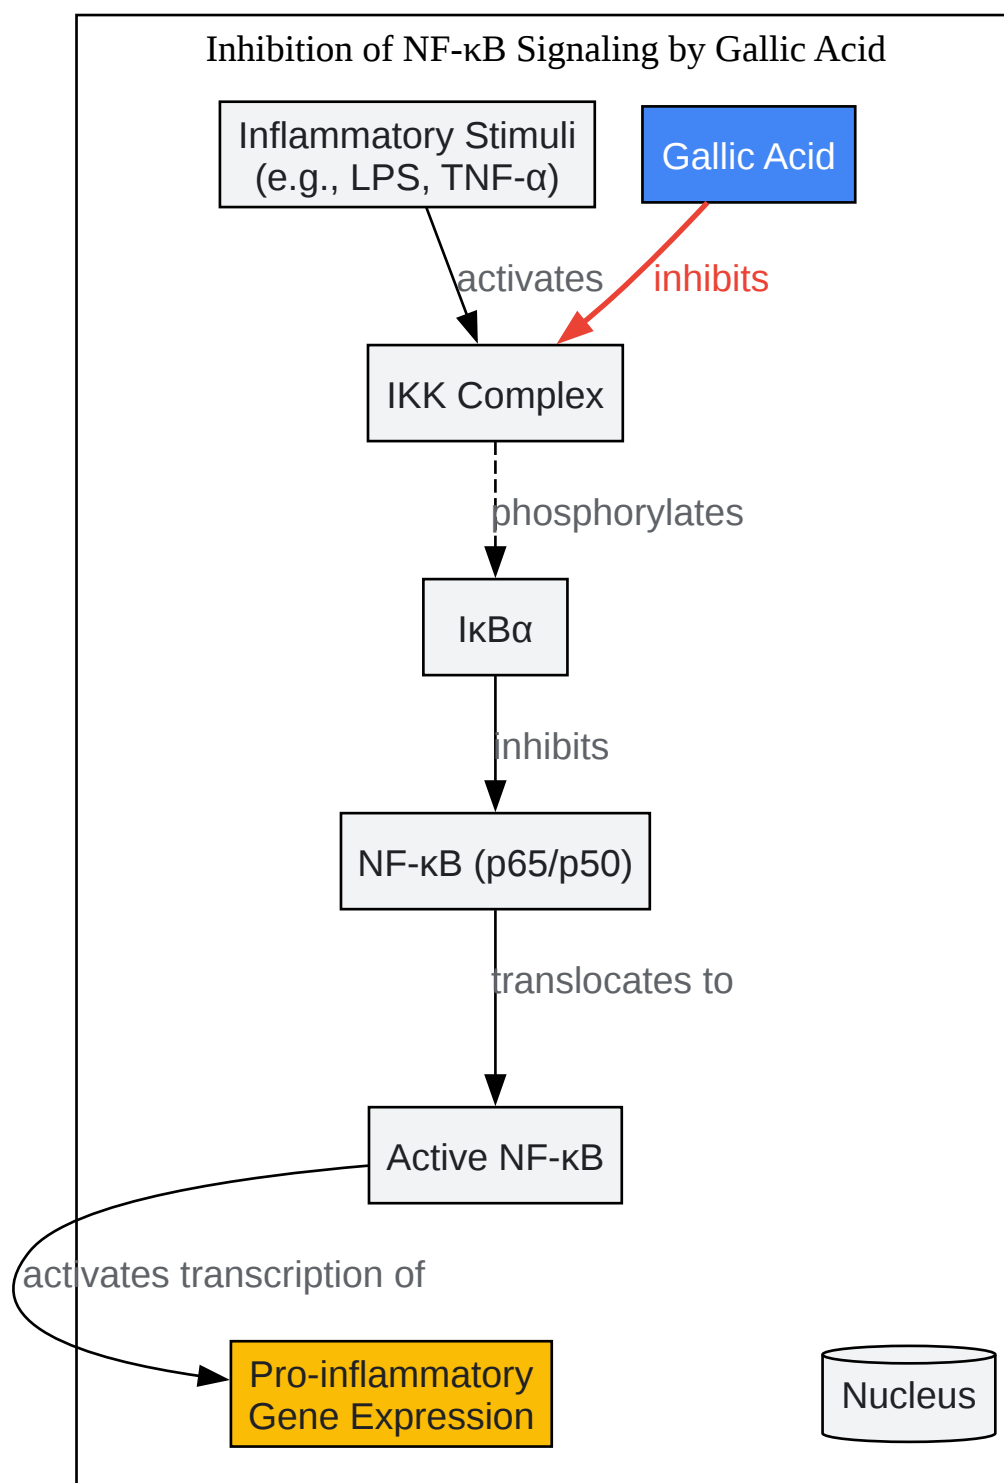 Inhibition of NF-κB Signaling by Gallic Acid
Inflammatory Stimuli
(e.g., LPS, TNF-α)
Gallic Acid
activates
inhibits
IKK Complex
phosphorylates
IκBα
inhibits
NF-κB (p65/p50)
translocates to
Active NF-κB
activates transcription of
Pro-inflammatory
Gene Expression
Nucleus